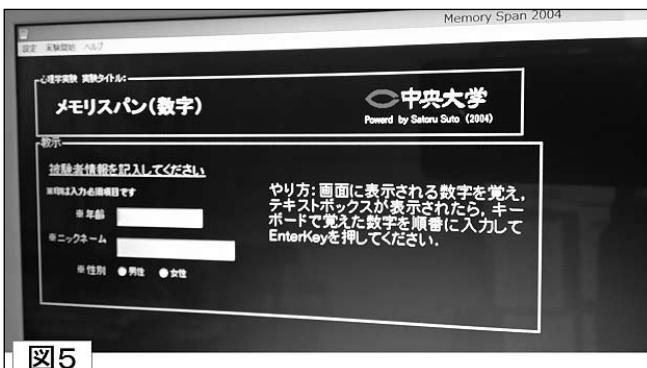 Memory Span 2004
設定 実験開始 ヘルプ
心理学実験 実験タイトル:
メモリスパン(数字)
中央大学
Powerd by Satoru Suto (2004)
教示
被験者情報を記入してください
※印は入力必須項目です
※年齢
※ニックネーム
※性別 ●男性 ●女性
やり方:画面に表示される数字を覚え,
テキストボックスが表示されたら,キー
ボードで覚えた数字を順番に入力して
EnterKeyを押してください.
図5